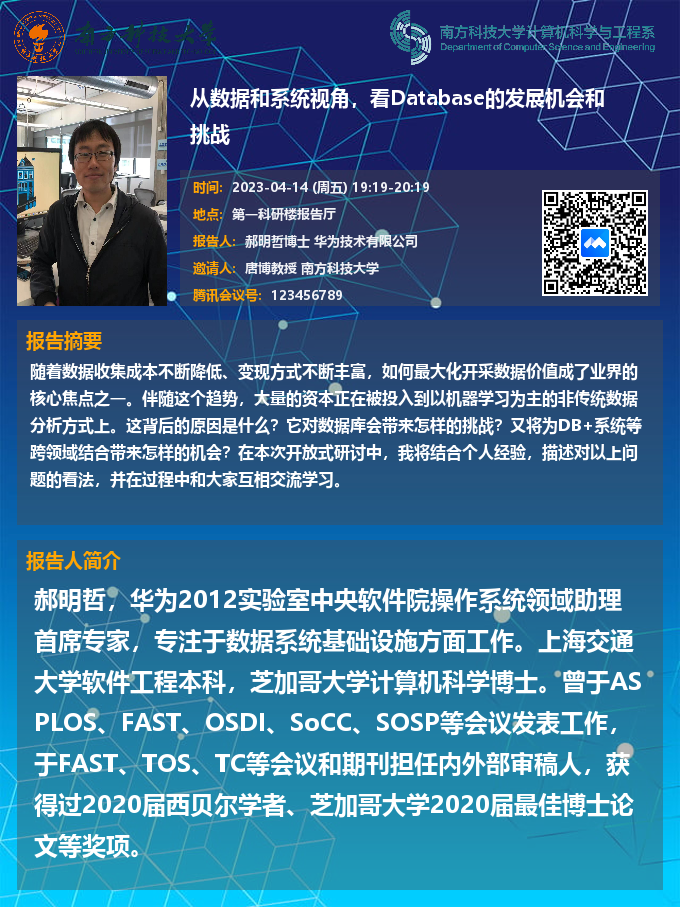 南方科技大学
南方科技大学计算机科学与工程系
Department of Computer Science and Engineering
从数据和系统视角，看Database的发展机会和
挑战
时间：2023-04-14 (周五) 19:19-20:19
地点：第一科研楼报告厅
报告人：郝明哲博士 华为技术有限公司
邀请人：唐博教授 南方科技大学
腾讯会议号：123456789
报告摘要
随着数据收集成本不断降低、变现方式不断丰富，如何最大化开采数据价值成了业界的
核心焦点之一。伴随这个趋势，大量的资本正在被投入到以机器学习为主的非传统数据
分析方式上。这背后的原因是什么？它对数据库会带来怎样的挑战？又将为DB+系统等
跨领域结合带来怎样的机会？在本次开放式研讨中，我将结合个人经验，描述对以上问
题的看法，并在过程中和大家互相交流学习。
报告人简介
郝明哲，华为2012实验室中央软件院操作系统领域助理
首席专家，专注于数据系统基础设施方面工作。上海交通
大学软件工程本科，芝加哥大学计算机科学博士。曾于AS
PLOS、FAST、OSDI、SoCC、SOSP等会议发表工作，
于FAST、TOS、TC等会议和期刊担任内外部审稿人，获
得过2020届西贝尔学者、芝加哥大学2020届最佳博士论
文等奖项。